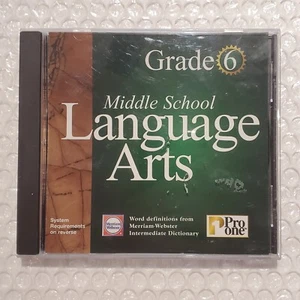 Grade 6
Middle School
Language
Arts
System
Requirements
on reverse
Word definitions from
Merriam-Webster
Intermediate Dictionary
Pro
one